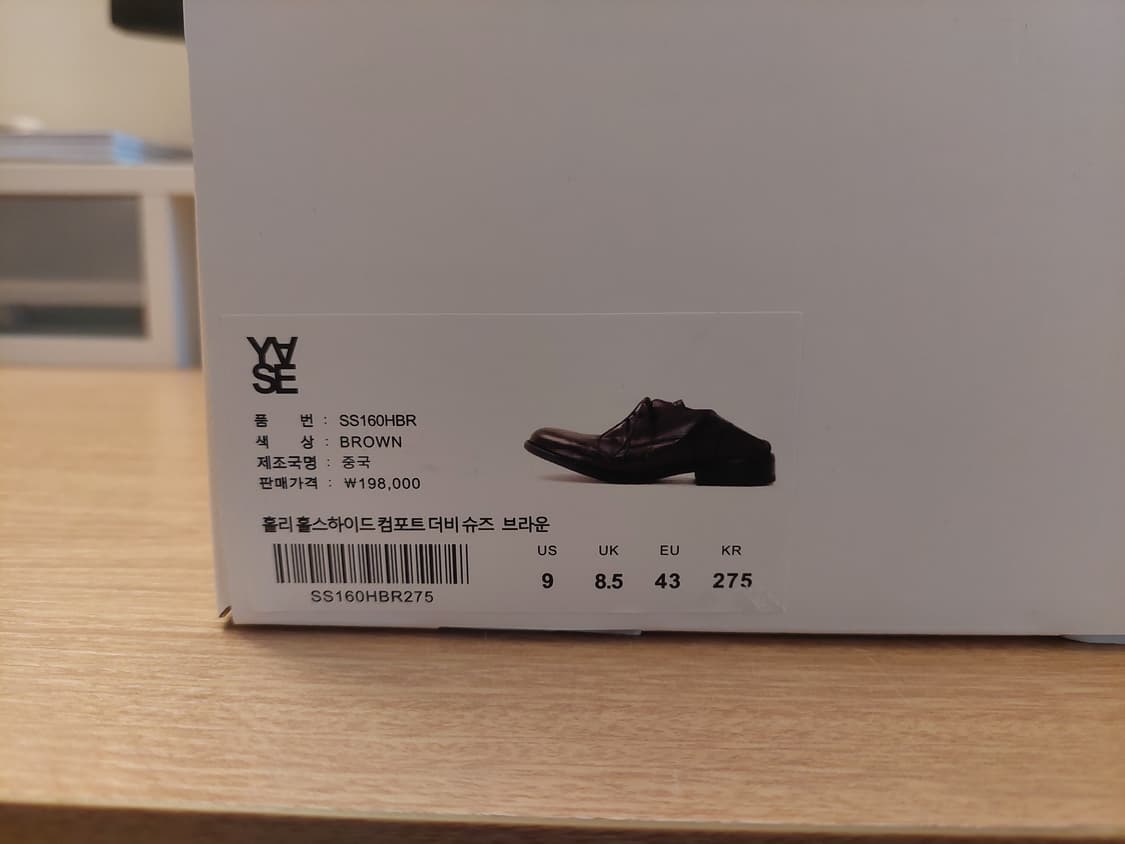 YASE
품 번 : SS160HBR
색 상 : BROWN
제조국명 : 중국
판매가격 : ₩198,000
홀리 홀스하이드 컴포트 더비 슈즈 브라운
SS160HBR275
US UK EU KR
9 8.5 43 275